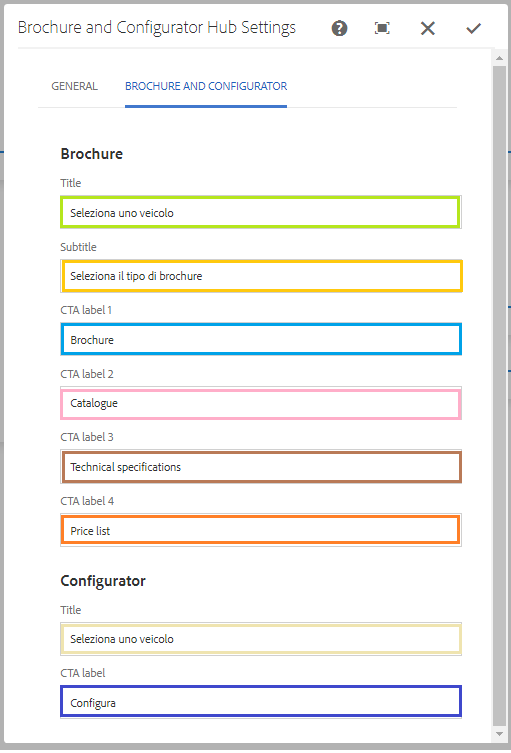 Brochure and Configurator Hub Settings
GENERAL BROCHURE AND CONFIGURATOR
Brochure
Title
Seleziona uno veicolo
Subtitle
Seleziona il tipo di brochure
CTA label 1
Brochure
CTA label 2
Catalogue
CTA label 3
Technical specifications
CTA label 4
Price list
Configurator
Title
Seleziona uno veicolo
CTA label
Configura